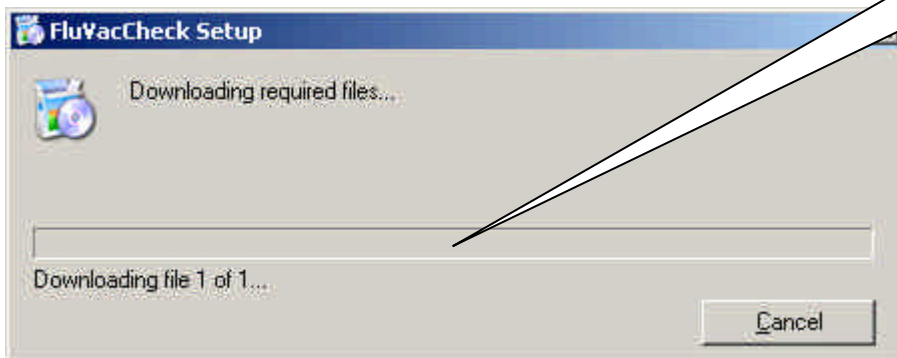 FluVacCheck Setup
Downloading required files...
Downloading file 1 of 1...
Cancel